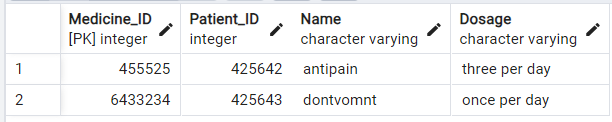 Medicine_ID Patient_ID Name Dosage
[PK] integer integer character varying character varying
1 455525 425642 antipain three per day
2 6433234 425643 dontvomnt once per day